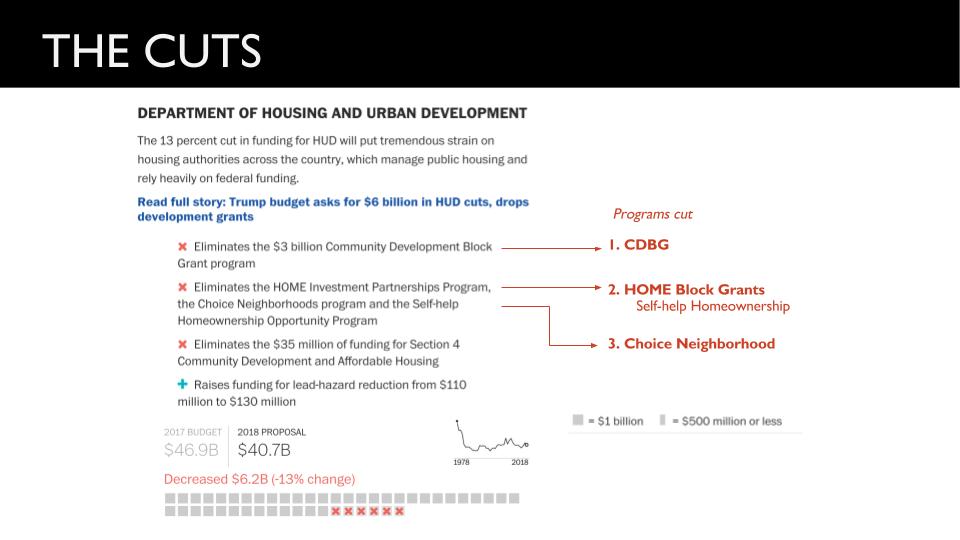 THE CUTS
DEPARTMENT OF HOUSING AND URBAN DEVELOPMENT
The 13 percent cut in funding for HUD will put tremendous strain on
housing authorities across the country, which manage public housing and
rely heavily on federal funding.
Read full story: Trump budget asks for $6 billion in HUD cuts, drops
development grants
✖ Eliminates the $3 billion Community Development Block
Grant program
✖ Eliminates the HOME Investment Partnerships Program,
the Choice Neighborhoods program and the Self-help
Homeownership Opportunity Program
✖ Eliminates the $35 million of funding for Section 4
Community Development and Affordable Housing
✚ Raises funding for lead-hazard reduction from $110
million to $130 million
Programs cut
1. CDBG
2. HOME Block Grants
Self-help Homeownership
3. Choice Neighborhood
= $1 billion = $500 million or less
2017 BUDGET 2018 PROPOSAL
$46.9B $40.7B
1978 2018
Decreased $6.2B (-13% change)